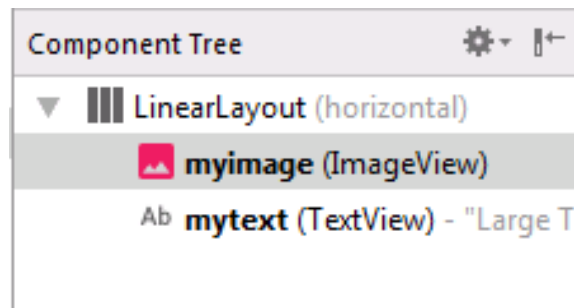 Component Tree
LinearLayout (horizontal)
myimage (ImageView)
Ab mytext (TextView) - "Large T